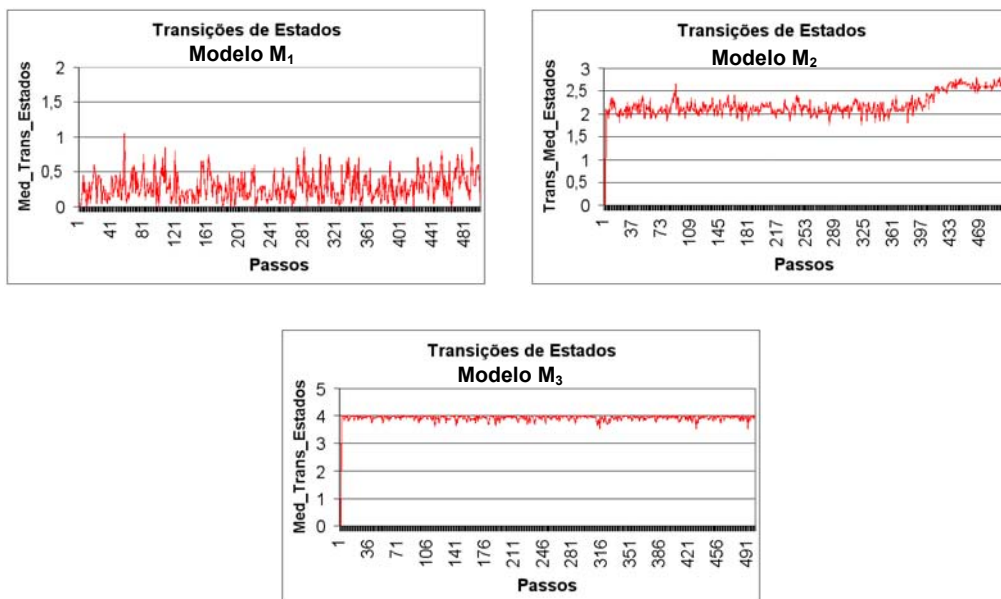 Transições de Estados
Modelo M₁
Med_Trans_Estados
2
1,5
1
0,5
0
1 41 81 121 161 201 241 281 321 361 401 441 481
Passos
Transições de Estados
Modelo M₂
Trans_Med_Estados
3
2,5
2
1,5
1
0,5
0
1 37 73 109 145 181 217 253 289 325 361 397 433 469
Passos
Transições de Estados
Modelo M₃
Med_Trans_Estados
5
4
3
2
1
0
1 36 71 106 141 176 211 246 281 316 351 386 421 456 491
Passos